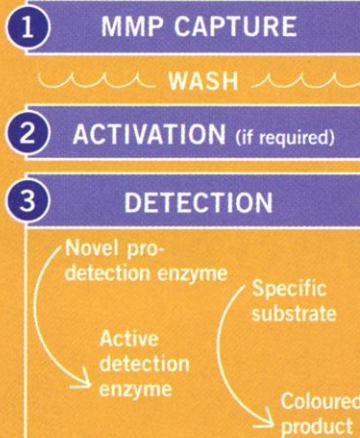 1 MMP CAPTURE
WASH
2 ACTIVATION (if required)
3 DETECTION
Novel pro-
detection enzyme
Specific
substrate
Active
detection
enzyme
Coloured
product